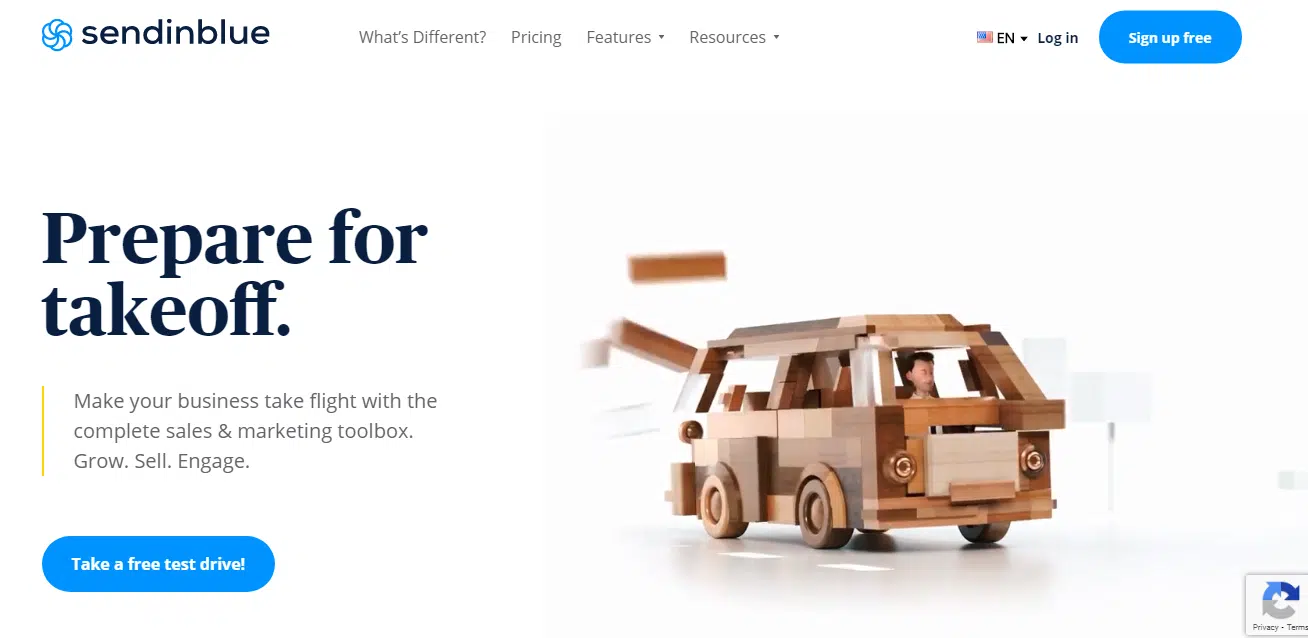 sendinblue
What’s Different? Pricing Features Resources
EN Log in Sign up free
Prepare for
takeoff.
Make your business take flight with the
complete sales & marketing toolbox.
Grow. Sell. Engage.
Take a free test drive!
Privacy - Terms